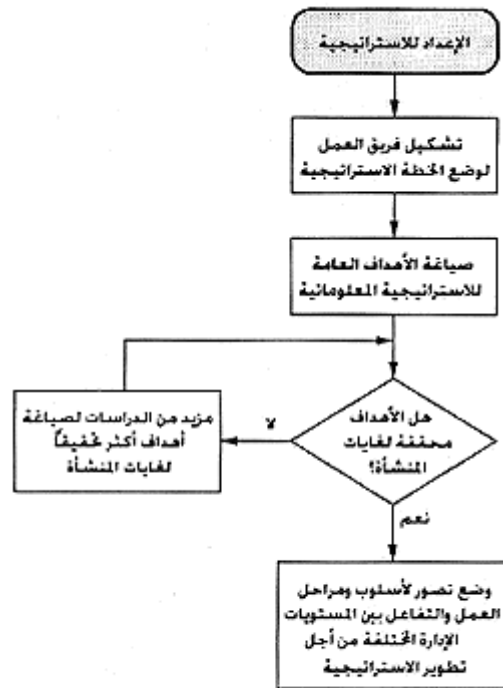 الإعداد للاستراتيجية
تشكيل فريق العمل
لوضع الخطة الاستراتيجية
صياغة الأهداف العامة
للاستراتيجية المعلوماتية
هل الأهداف
محققة لغايات
المنشأة؟
لا
مزيد من الدراسات لصياغة
أهداف أكثر تحقيقاً
لغايات المنشأة
نعم
وضع تصور لأسلوب ومراحل
العمل والتفاعل بين المستويات
الإدارة المختلفة من أجل
تطوير الاستراتيجية